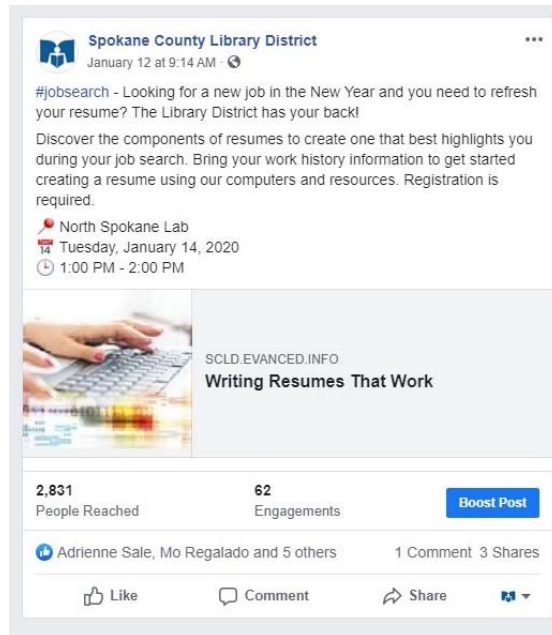 Spokane County Library District
January 12 at 9:14 AM ·
#jobsearch - Looking for a new job in the New Year and you need to refresh
your resume? The Library District has your back!
Discover the components of resumes to create one that best highlights you
during your job search. Bring your work history information to get started
creating a resume using our computers and resources. Registration is
required.
North Spokane Lab
14 Tuesday, January 14, 2020
1:00 PM - 2:00 PM
SCLD.EVANCED.INFO
Writing Resumes That Work
2,831 62
People Reached Engagements Boost Post
Adrienne Sale, Mo Regalado and 5 others 1 Comment 3 Shares
Like Comment Share